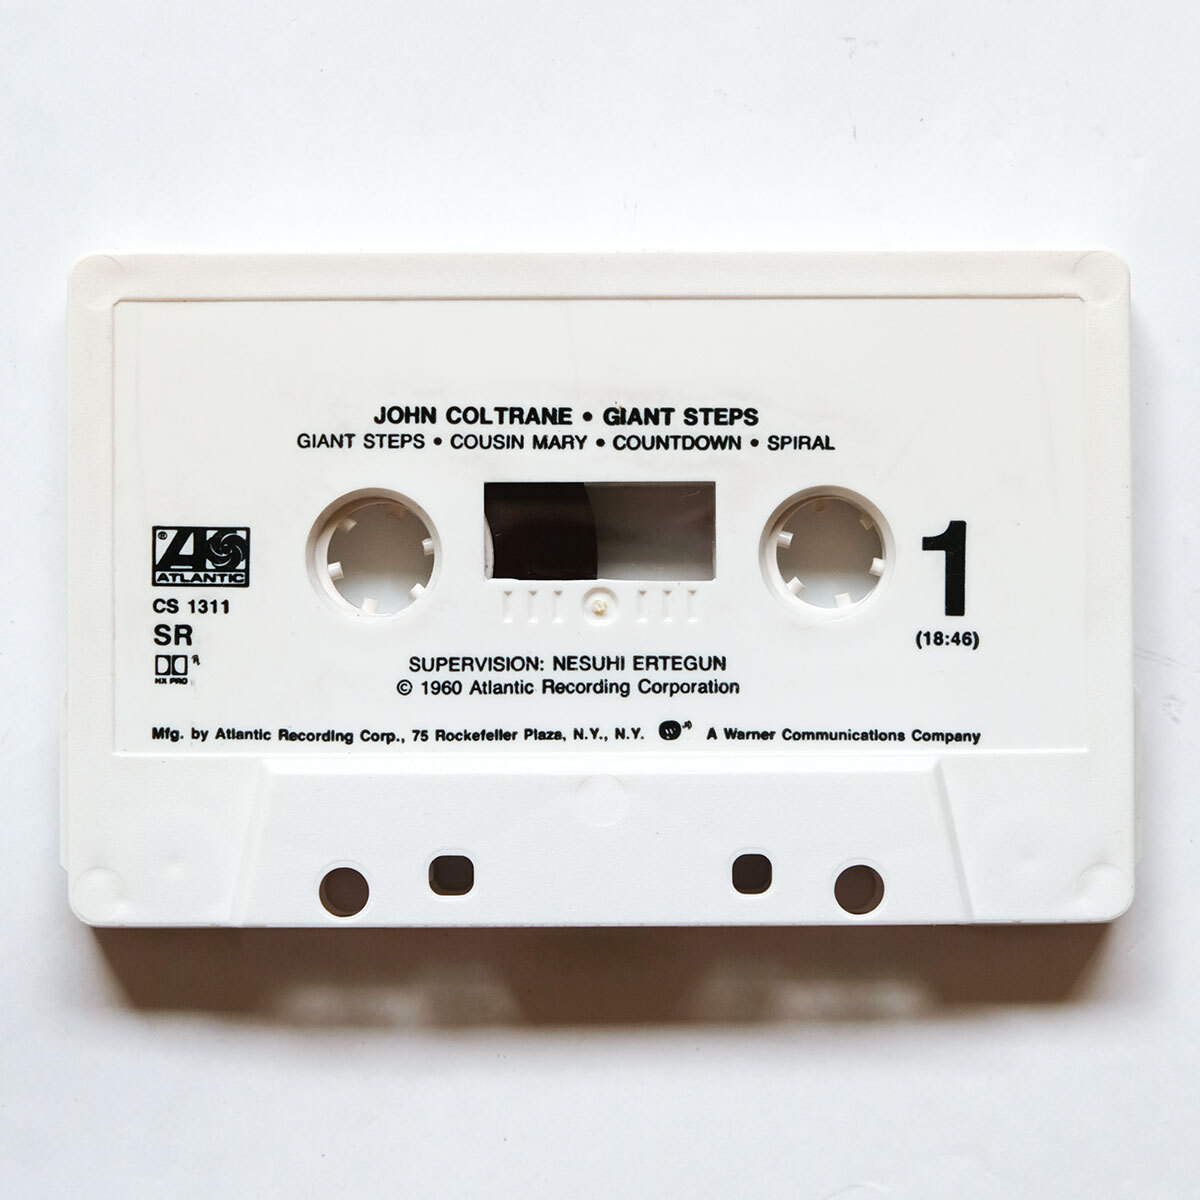 JOHN COLTRANE • GIANT STEPS
GIANT STEPS • COUSIN MARY • COUNTDOWN • SPIRAL
®
ATLANTIC
CS 1311
SR
HX PRO
1
(18:46)
SUPERVISION: NESUHI ERTEGUN
© 1960 Atlantic Recording Corporation
Mfg. by Atlantic Recording Corp., 75 Rockefeller Plaza, N.Y., N.Y. A Warner Communications Company